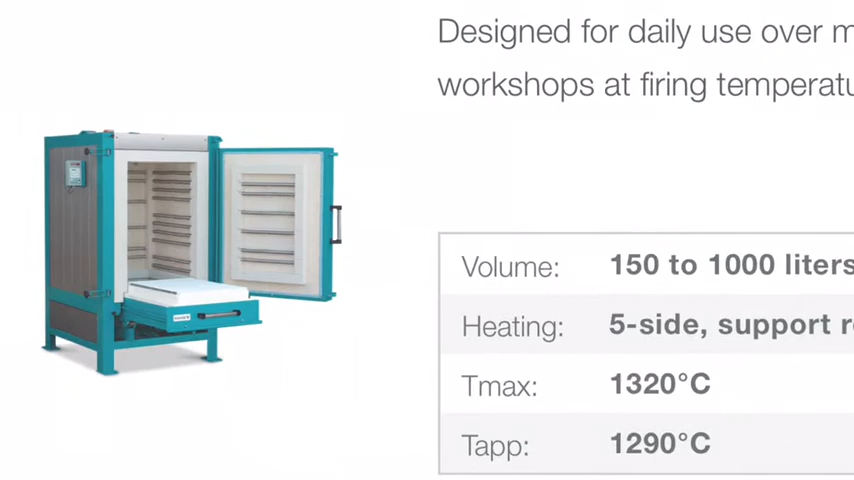 Designed for daily use over
workshops at firing
Volume: 150 to 1000 liters
Heating: 5-side, support
Tmax: 1320°C
Tapp: 1290°C